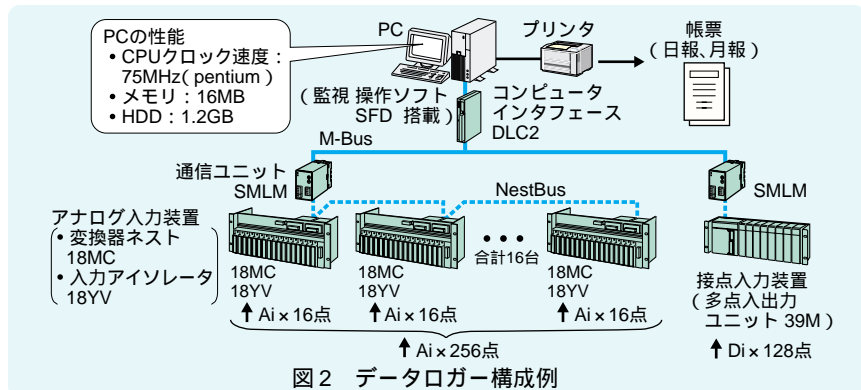 PCの性能
• CPUクロック速度：
75MHz( pentium )
• メモリ：16MB
• HDD：1.2GB
PC
プリンタ
帳票
( 日報、月報 )
( 監視 操作ソフト
SFD 搭載 )
コンピュータ
インタフェース
DLC2
M-Bus
通信ユニット
SMLM
NestBus
SMLM
アナログ入力装置
• 変換器ネスト
18MC
• 入力アイソレータ
18YV
18MC
18YV
18MC
18YV
• • •
合計16台
18MC
18YV
接点入力装置
( 多点入出力
ユニット 39M )
Ai×16点
Ai×16点
Ai×16点
Ai×256点
Di×128点
図2 データロガー構成例